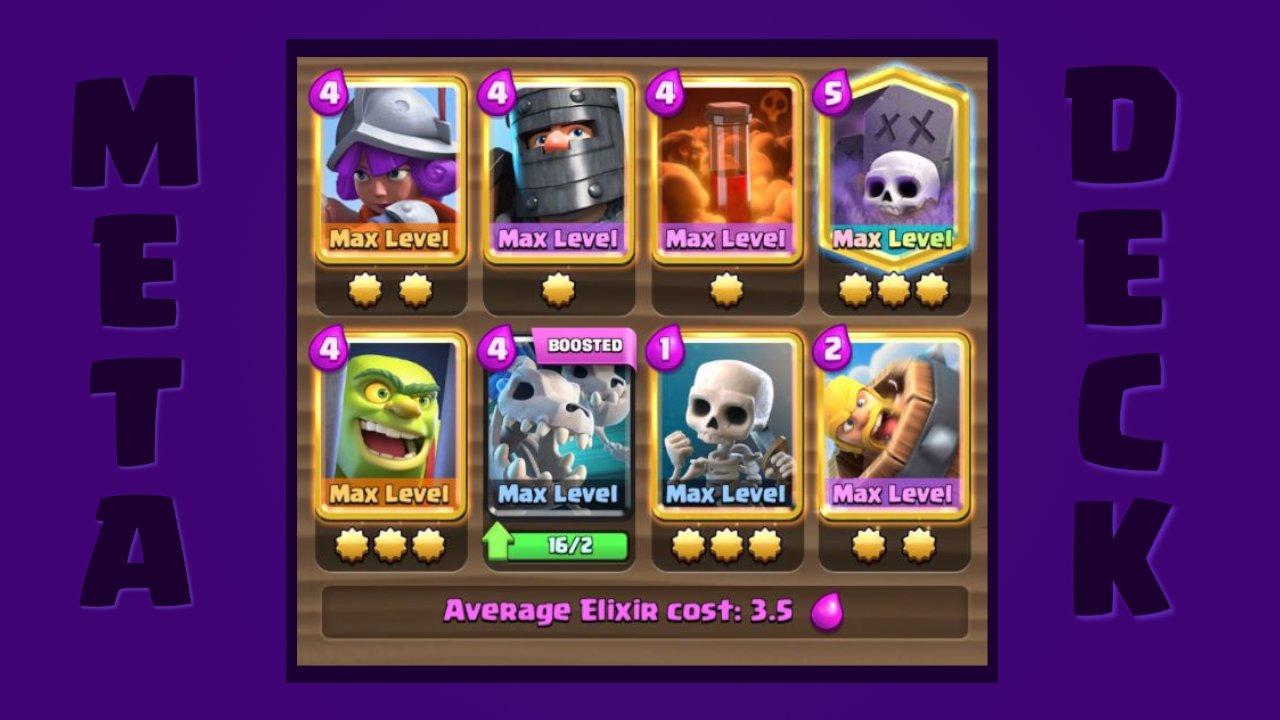 META
DECK
4 4 4 5
Max Level Max Level Max Level Max Level
4 4 BOOSTED 1 2
Max Level Max Level Max Level Max Level
16/2
Average Elixir cost: 3.5